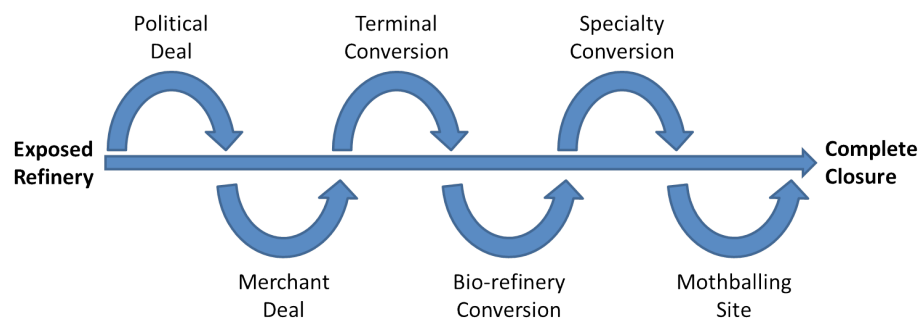 Political
Deal
Terminal
Conversion
Specialty
Conversion
Exposed
Refinery
Complete
Closure
Merchant
Deal
Bio-refinery
Conversion
Mothballing
Site